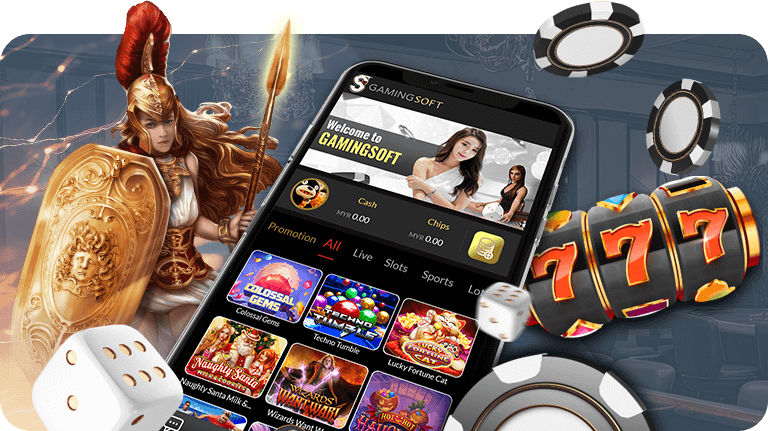 GAMINGSOFT
Welcome to
GAMINGSOFT
Cash
MYR 0.00
Chips
MYR 0.00
Promotion
All
Live
Slots
Sports
COLOSSAL
GEMS
Colossal Gems
TECHNO
TUMBLE
Techno Tumble
LUCKY
FORTUNE
CAT
Lucky Fortune Cat
Naughty Santa
Naughty Santa Milk &
WIZARDS
WANT WAR!
Wizards Want War
HOT HOT
777